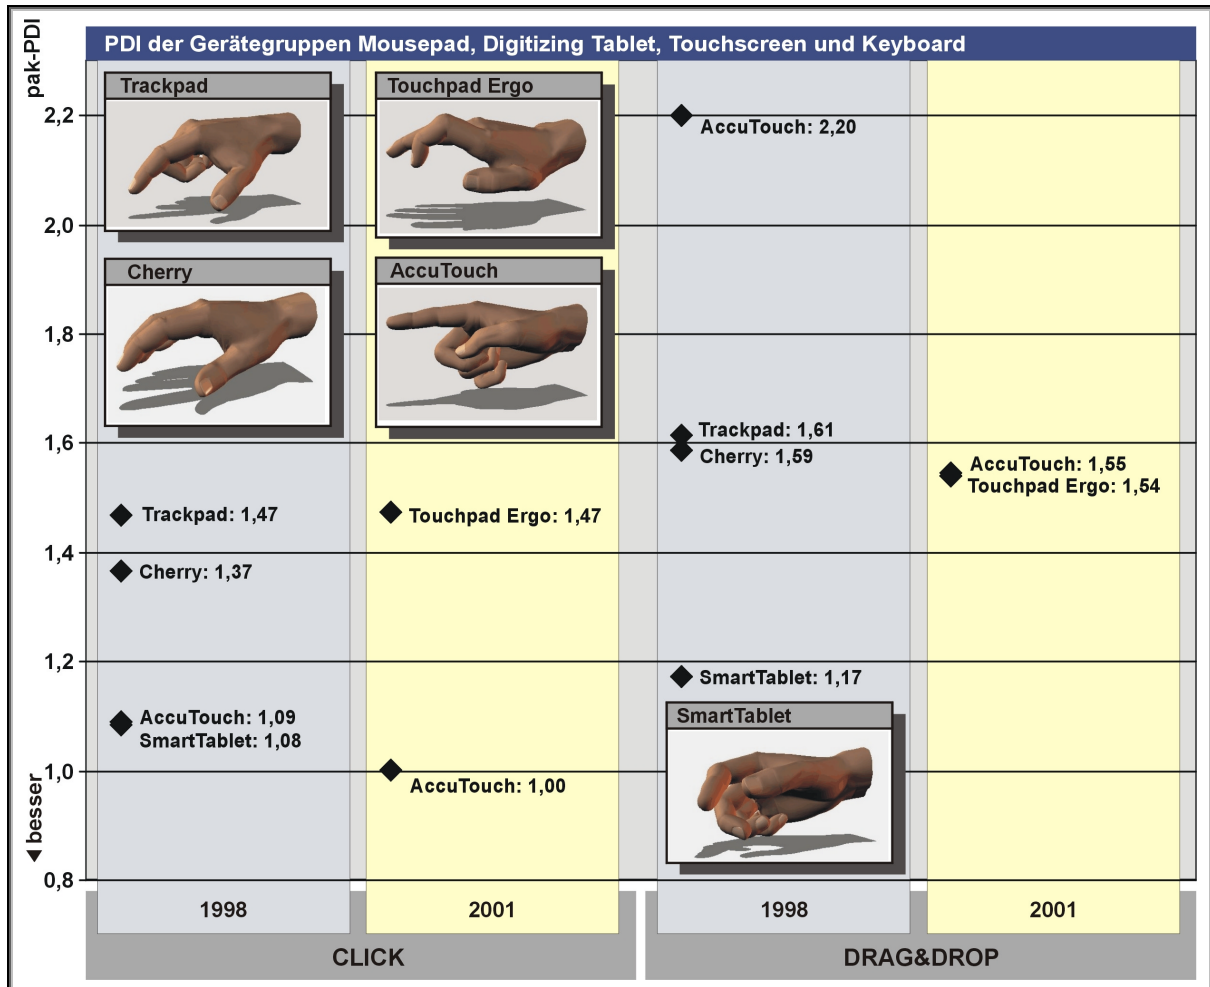 pak-PDI
PDI der Gerätegruppen Mousepad, Digitizing Tablet, Touchscreen und Keyboard
2,2
2,0
1,8
1,6
1,4
1,2
1,0
0,8
◄ besser
Trackpad
Cherry
Trackpad: 1,47
Cherry: 1,37
AccuTouch: 1,09
SmartTablet: 1,08
Touchpad Ergo
AccuTouch
Touchpad Ergo: 1,47
AccuTouch: 1,00
AccuTouch: 2,20
Trackpad: 1,61
Cherry: 1,59
SmartTablet: 1,17
SmartTablet
AccuTouch: 1,55
Touchpad Ergo: 1,54
1998
2001
1998
2001
CLICK
DRAG&DROP